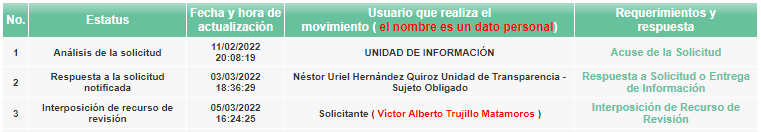 No. Estatus Fecha y hora de actualización Usuario que realiza el movimiento ( el nombre es un dato personal) Requerimientos y respuesta
1 Análisis de la solicitud 11/02/2022 20:08:19 UNIDAD DE INFORMACIÓN Acuse de la Solicitud
2 Respuesta a la solicitud notificada 03/03/2022 18:36:29 Néstor Uriel Hernández Quiroz Unidad de Transparencia - Sujeto Obligado Respuesta a Solicitud o Entrega de Información
3 Interposición de recurso de revisión 05/03/2022 16:24:25 Solicitante ( Victor Alberto Trujillo Matamoros ) Interposición de Recurso de Revisión